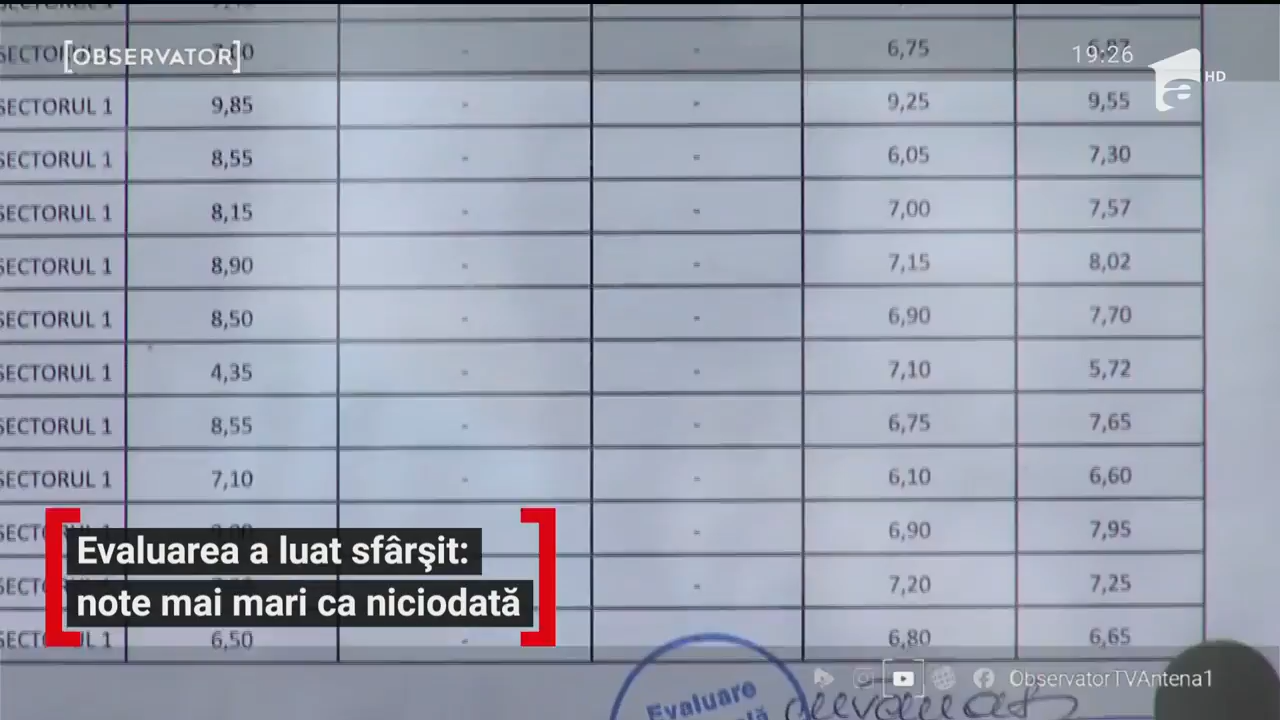 SECTORUL 1
[OBSERVATOR] - - 6,75 19:26 HD
SECTORUL 1 9,85 - - 9,25 9,55
SECTORUL 1 8,55 - - 6,05 7,30
SECTORUL 1 8,15 - - 7,00 7,57
SECTORUL 1 8,90 - - 7,15 8,02
SECTORUL 1 8,50 - - 6,90 7,70
SECTORUL 1 4,35 - - 7,10 5,72
SECTORUL 1 8,55 - - 6,75 7,65
SECTORUL 1 7,10 - - 6,10 6,60
- 6,90 7,95
Evaluarea a luat sfârşit:
- 7,20 7,25
note mai mari ca niciodată
6,50 - - 6,80 6,65
ObservatorTVAntena1
Evaluare